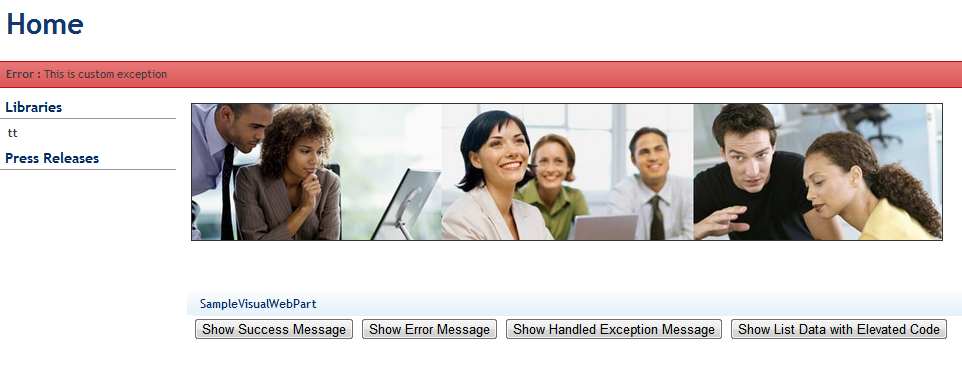 Home
Error : This is custom exception
Libraries
tt
Press Releases
SampleVisualWebPart
Show Success Message Show Error Message Show Handled Exception Message Show List Data with Elevated Code